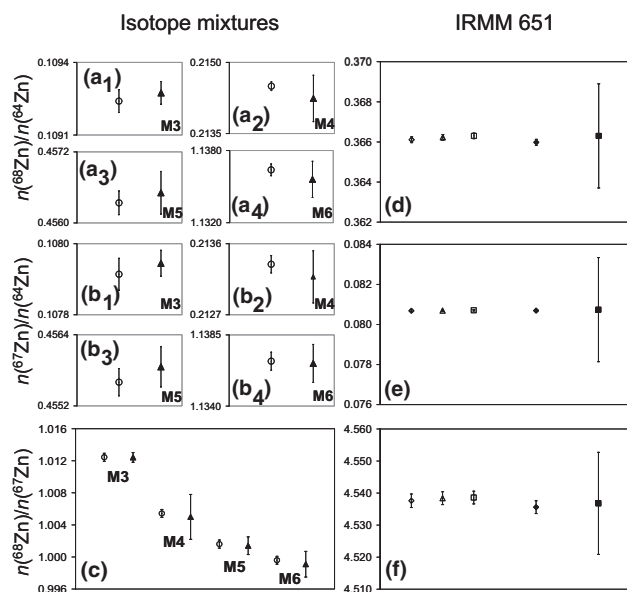 Isotope mixtures
IRMM 651
n(68Zn)/n(64Zn)
0.1094
(a1)
M3
0.1091
0.2150
(a2)
M4
0.2135
0.4572
(a3)
M5
0.4560
1.1380
(a4)
M6
1.1320
0.370
0.368
0.366
0.364
0.362
(d)
n(67Zn)/n(64Zn)
0.1080
(b1)
M3
0.1078
0.2136
(b2)
M4
0.2127
0.4564
(b3)
M5
0.4552
1.1385
(b4)
M6
1.1340
0.084
0.082
0.080
0.078
0.076
(e)
n(68Zn)/n(67Zn)
1.016
1.012
1.008
1.004
1.000
0.996
M3
M4
M5
M6
(c)
4.560
4.550
4.540
4.530
4.520
4.510
(f)